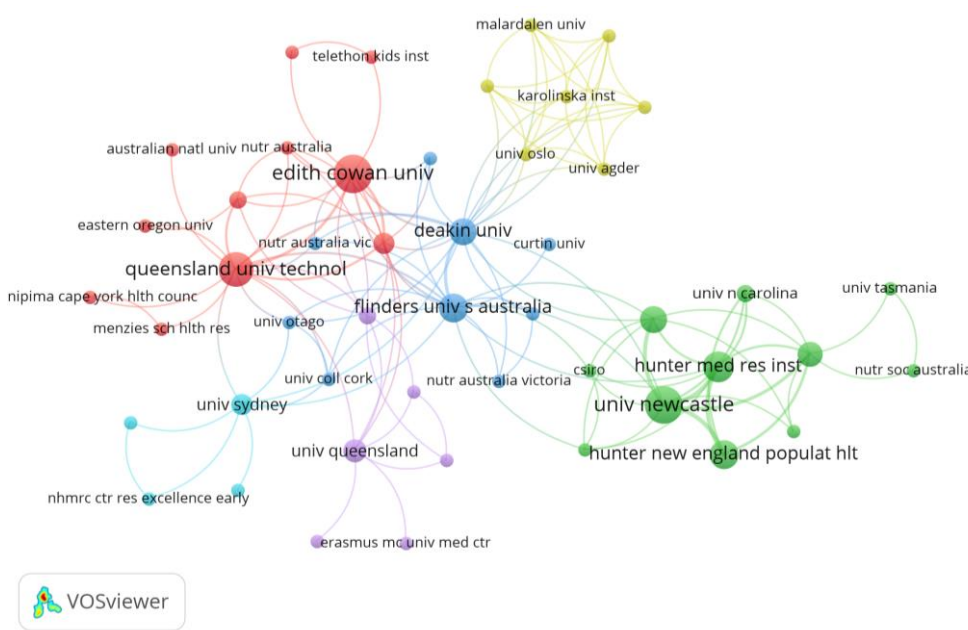 malardalen univ
telethon kids inst
karolinska inst
australian natl univ
nutr australia
univ oslo
edith cowan univ
univ agder
eastern oregon univ
deakin univ
nutr australia vic
curtin univ
queensland univ technol
nipima cape york hlth counc
flinders univ s australia
univ n carolina
univ tasmania
menzies sch hlth res
univ otago
hunter med res inst
csiro
nutr soc australia
univ coll cork
nutr australia victoria
univ sydney
univ newcastle
univ queensland
hunter new england populat hlt
nhmrc ctr res excellence early
erasmus mc univ med ctr
VOSviewer